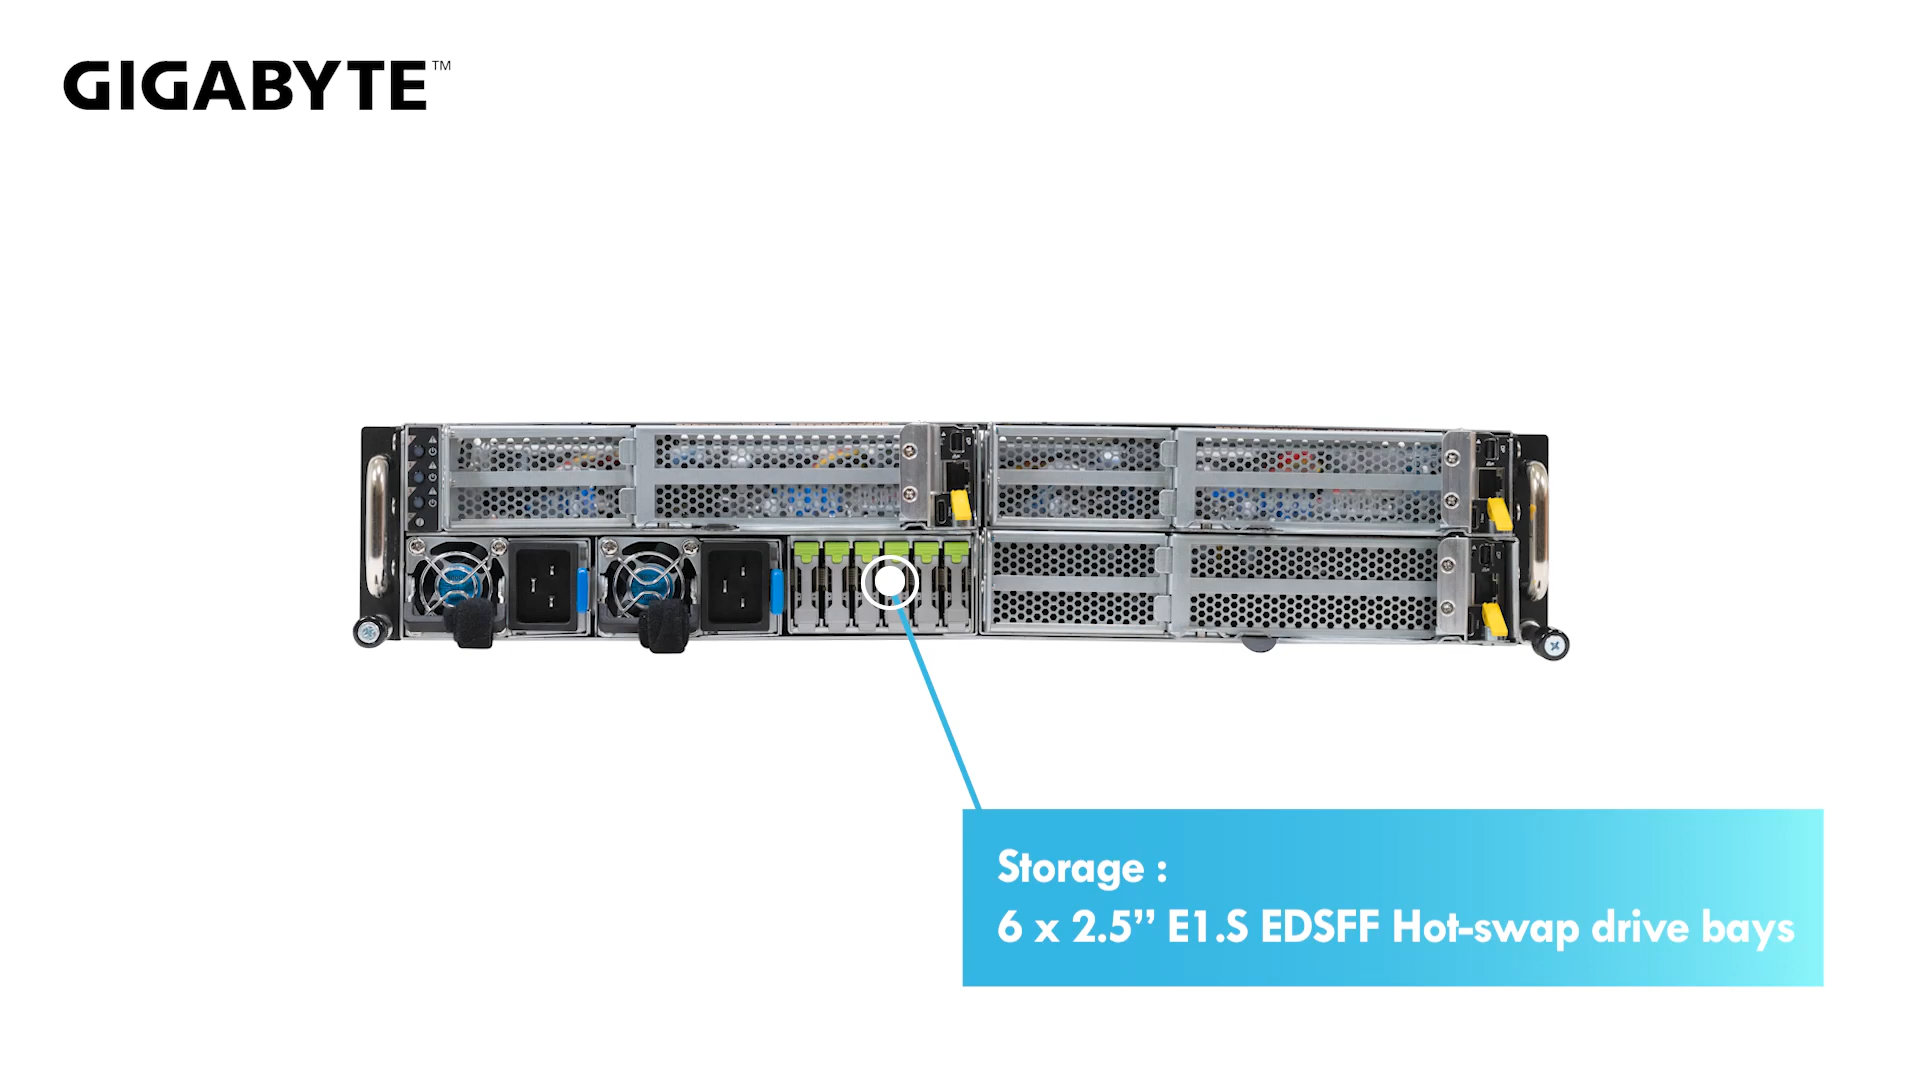 GIGABYTE™
Storage :
6 x 2.5” E1.S EDSFF Hot-swap drive bays